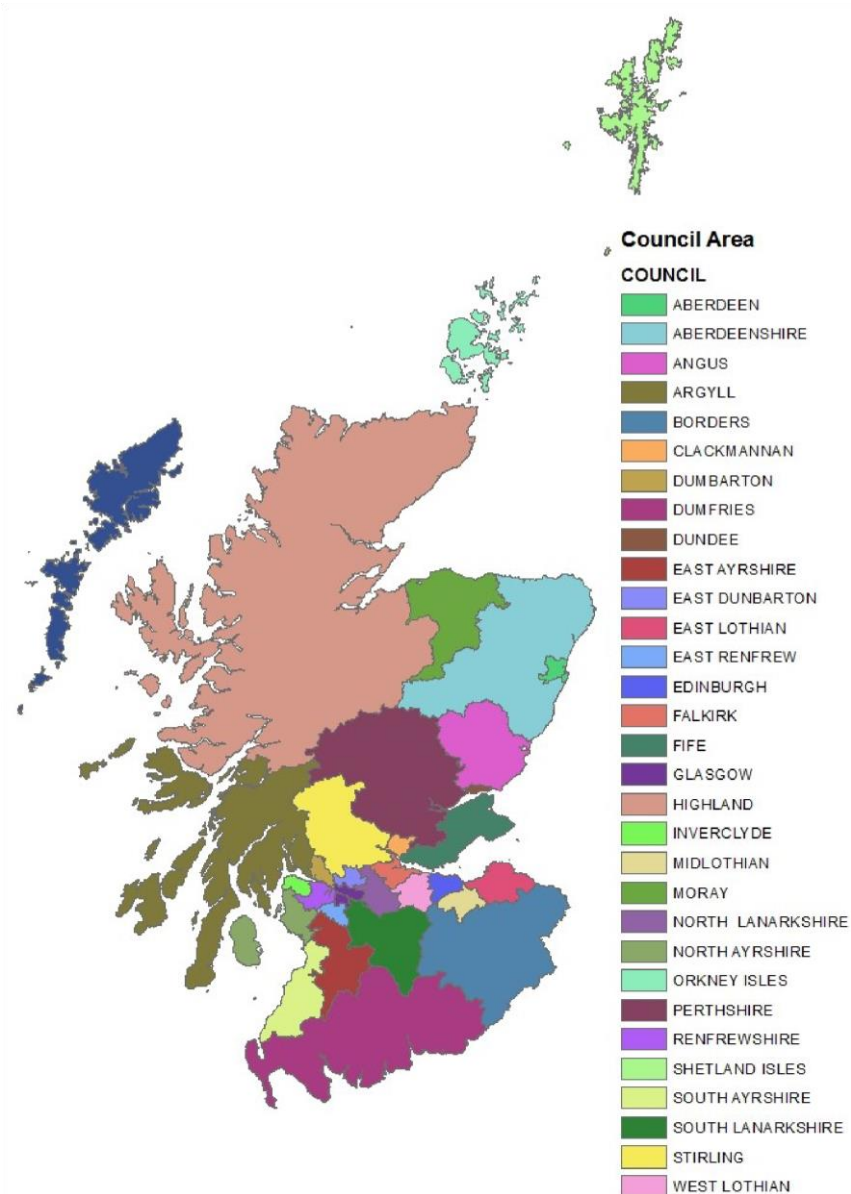 Council Area
COUNCIL
ABERDEEN
ABERDEENSHIRE
ANGUS
ARGYLL
BORDERS
CLACKMANNAN
DUMBARTON
DUMFRIES
DUNDEE
EAST AYRSHIRE
EAST DUNBARTON
EAST LOTHIAN
EAST RENFREW
EDINBURGH
FALKIRK
FIFE
GLASGOW
HIGHLAND
INVERCLYDE
MIDLOTHIAN
MORAY
NORTH LANARKSHIRE
NORTH AYRSHIRE
ORKNEY ISLES
PERTHSHIRE
RENFREWSHIRE
SHETLAND ISLES
SOUTH AYRSHIRE
SOUTH LANARKSHIRE
STIRLING
WEST LOTHIAN